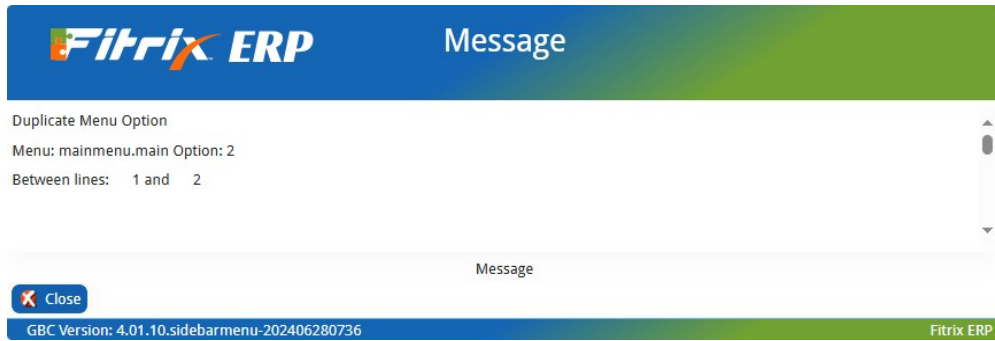 Fitrix ERP
Message
Duplicate Menu Option
Menu: mainmenu.main Option: 2
Between lines: 1 and 2
Message
Close
GBC Version: 4.01.10.sidebarmenu-202406280736
Fitrix ERP